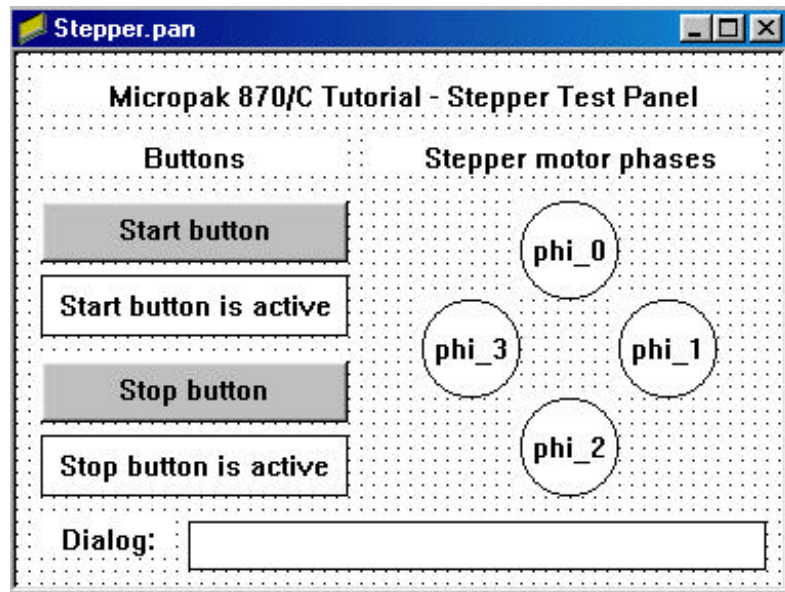 Stepper.pan
Micropak 870/C Tutorial - Stepper Test Panel
Buttons
Stepper motor phases
Start button
Start button is active
Stop button
Stop button is active
phi_0
phi_3
phi_1
phi_2
Dialog: